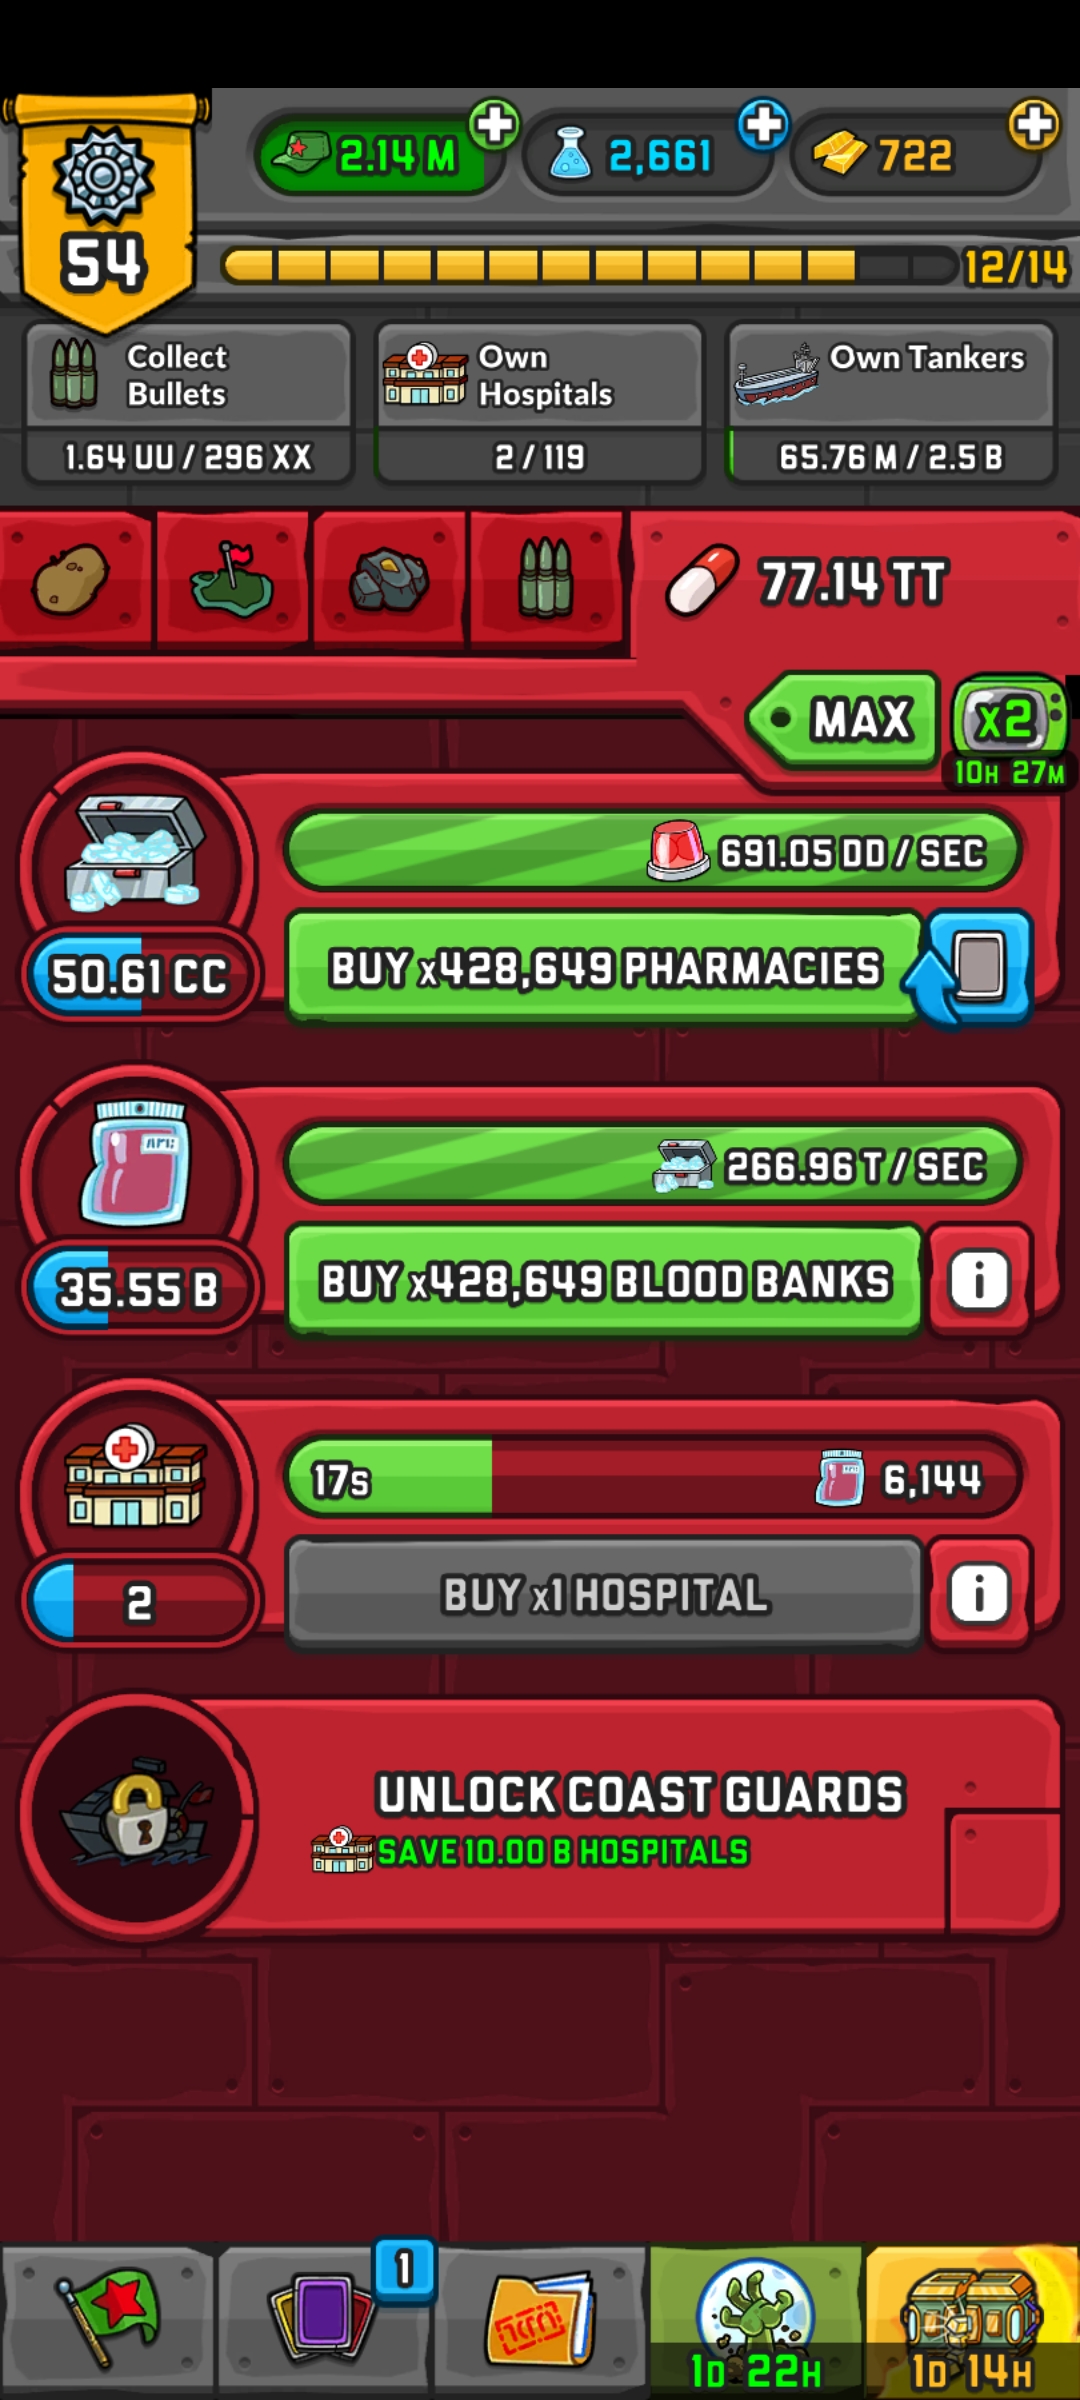 2.14 M
2,661
722
54
12/14
Collect
Bullets
1.64 UU / 296 XX
Own
Hospitals
2 / 119
Own Tankers
65.76 M / 2.5 B
77.14 TT
MAX
x2
10H 27M
691.05 DD / SEC
50.61 CC
BUY x428,649 PHARMACIES
266.96 T / SEC
35.55 B
BUY x428,649 BLOOD BANKS
i
17s
6,144
2
BUY x1 HOSPITAL
i
UNLOCK COAST GUARDS
SAVE 10.00 B HOSPITALS
1
1D 22H
1D 14H